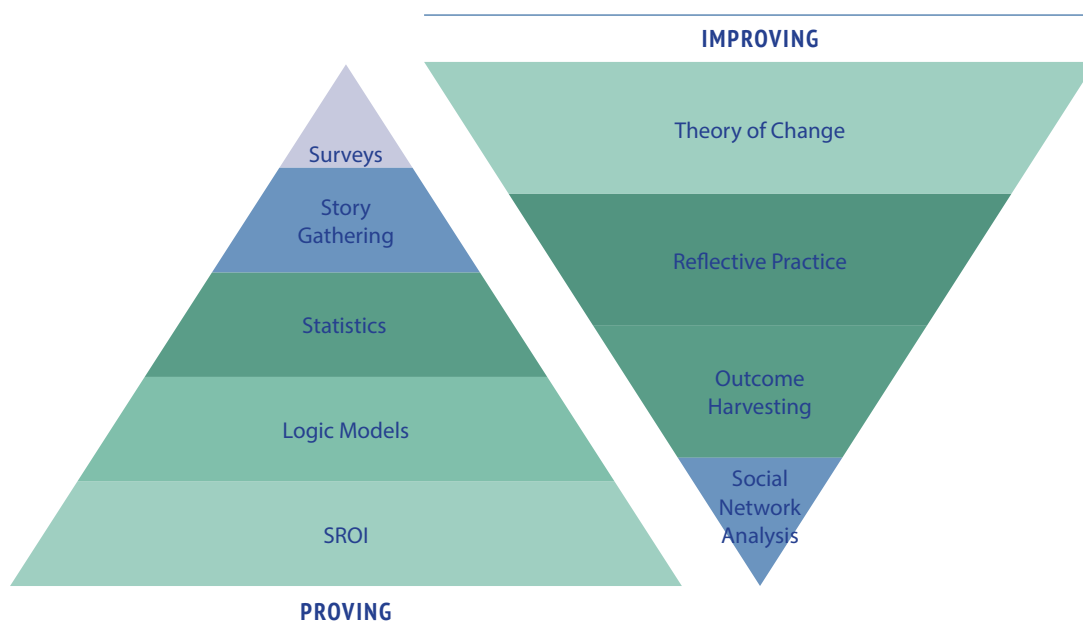 IMPROVING
Surveys
Story
Gathering
Statistics
Logic Models
SROI
PROVING
Theory of Change
Reflective Practice
Outcome
Harvesting
Social
Network
Analysis